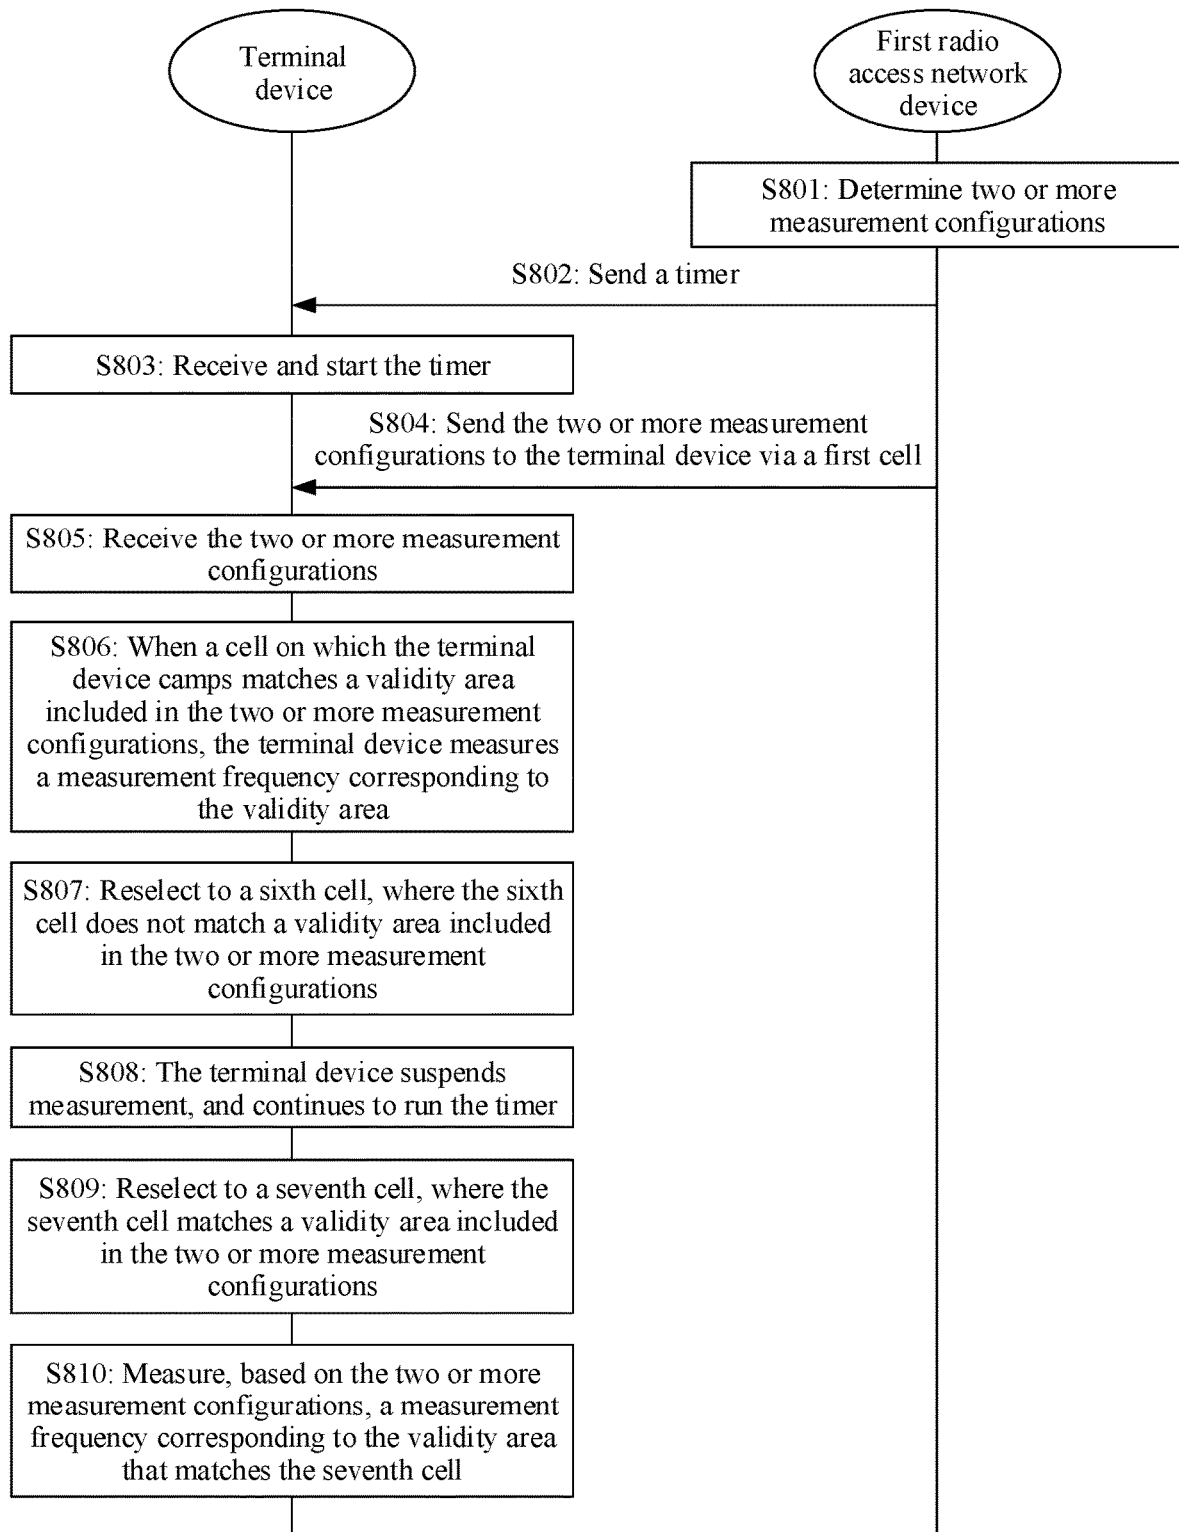 Terminal
device
First radio
access network
device
S801: Determine two or more
measurement configurations
S802: Send a timer
S803: Receive and start the timer
S804: Send the two or more measurement
configurations to the terminal device via a first cell
S805: Receive the two or more measurement
configurations
S806: When a cell on which the terminal
device camps matches a validity area
included in the two or more measurement
configurations, the terminal device measures
a measurement frequency corresponding to
the validity area
S807: Reselect to a sixth cell, where the sixth
cell does not match a validity area included
in the two or more measurement
configurations
S808: The terminal device suspends
measurement, and continues to run the timer
S809: Reselect to a seventh cell, where the
seventh cell matches a validity area included
in the two or more measurement
configurations
S810: Measure, based on the two or more
measurement configurations, a measurement
frequency corresponding to the validity area
that matches the seventh cell